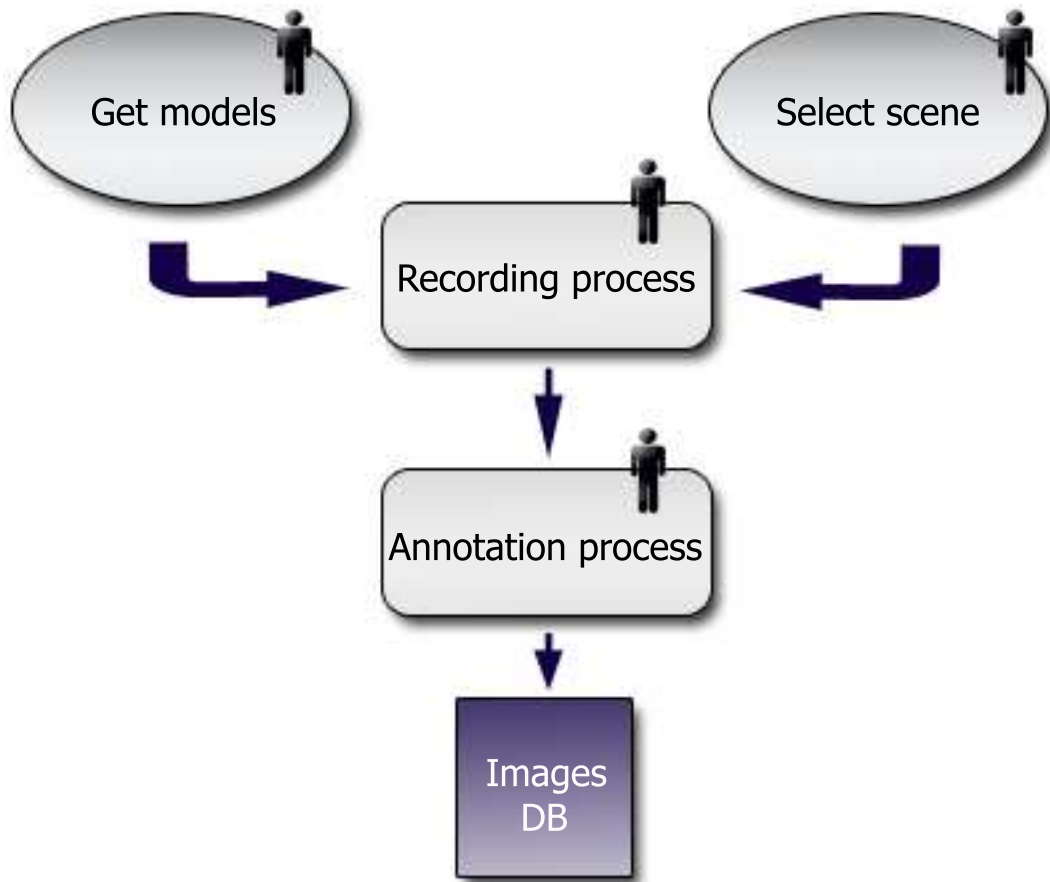 Get models
Select scene
Recording process
Annotation process
Images
DB